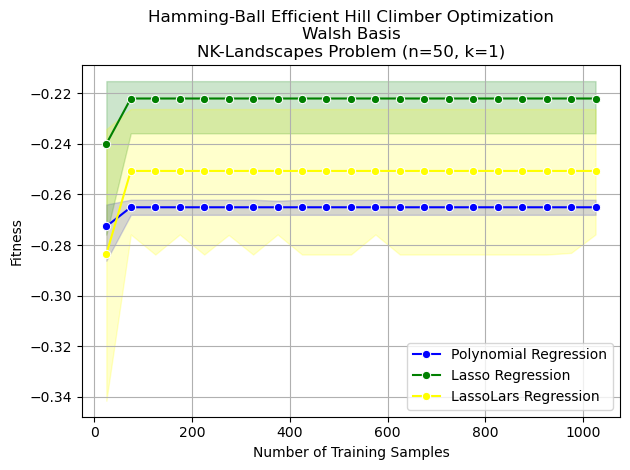 Hamming-Ball Efficient Hill Climber Optimization
Walsh Basis
NK-Landscapes Problem (n=50, k=1)
−0.22
−0.24
−0.26
−0.28
−0.30
−0.32
−0.34
Fitness
Polynomial Regression
Lasso Regression
LassoLars Regression
0
200
400
600
800
1000
Number of Training Samples